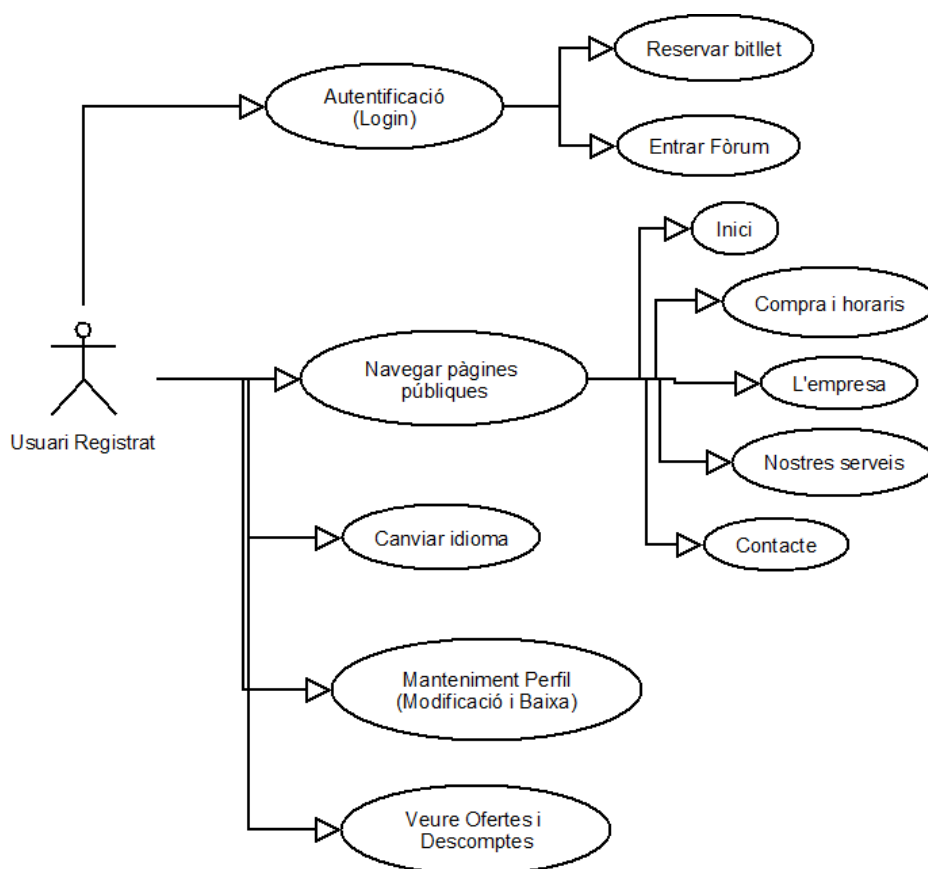 Reservar bitllet
Autentificació
(Login)
Entrar Fòrum
Inici
Compra i horaris
Navegar pàgines
públiques
L'empresa
Usuari Registrat
Nostres serveis
Canviar idioma
Contacte
Manteniment Perfil
(Modificació i Baixa)
Veure Ofertes i
Descomptes